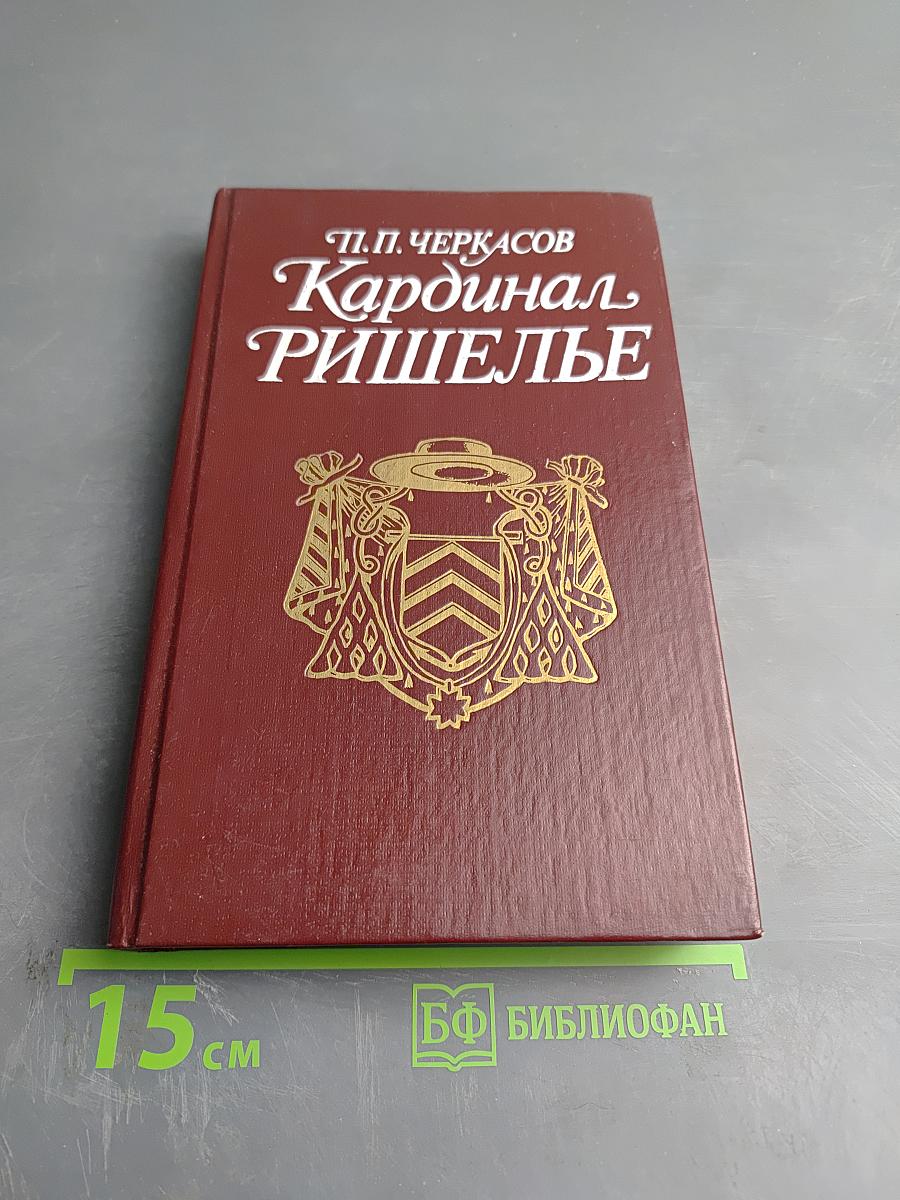 П.П. ЧЕРКАСОВ
Кардинал
РИШЕЛЬЕ
15 см
БФ БИБЛИОФАН